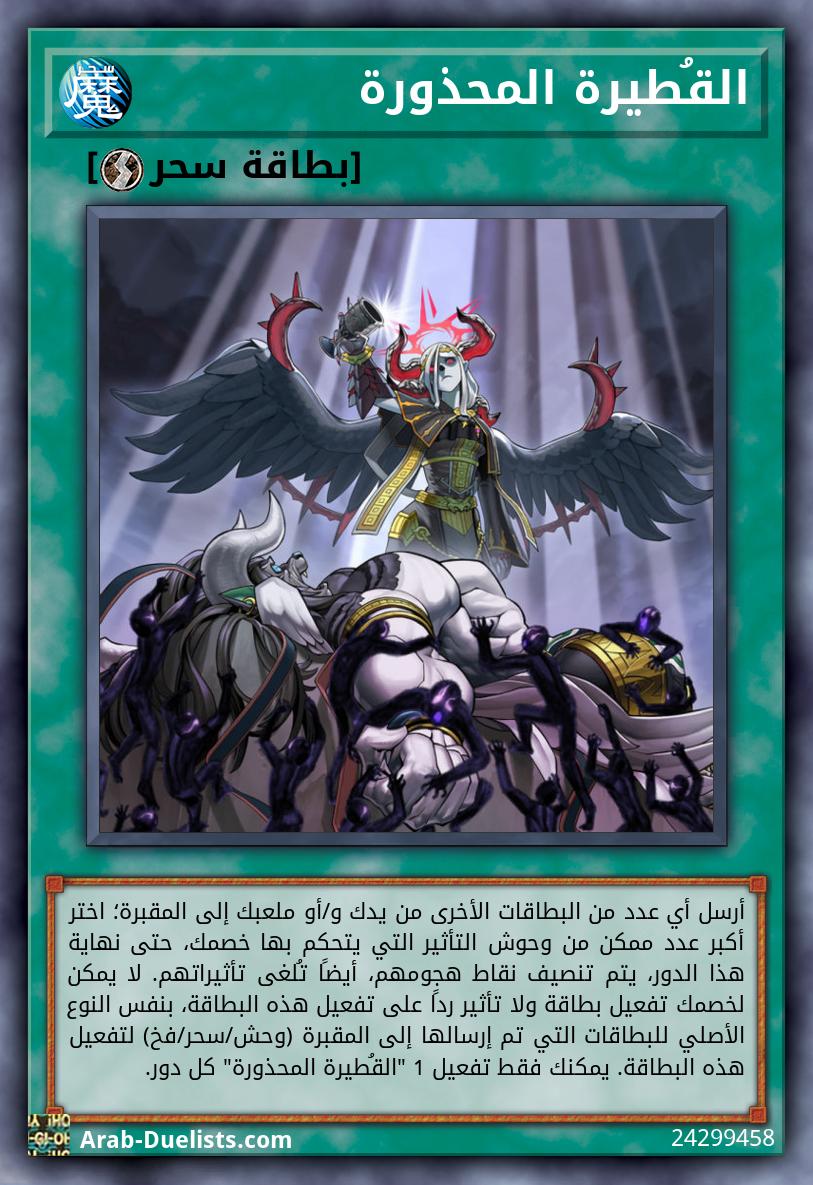 القُطيرة المحذورة
魔
[بطاقة سحر]
أرسل أي عدد من البطاقات الأخرى من يدك و/أو ملعبك إلى المقبرة؛ اختر
أكبر عدد ممكن من وحوش التأثير التي يتحكم بها خصمك، حتى نهاية
هذا الدور، يتم تنصيف نقاط هجومهم، أيضاً تُلغى تأثيراتهم. لا يمكن
لخصمك تفعيل بطاقة ولا تأثير رداً على تفعيل هذه البطاقة، بنفس النوع
الأصلي للبطاقات التي تم إرسالها إلى المقبرة (وحش/سحر/فخ) لتفعيل
هذه البطاقة. يمكنك فقط تفعيل 1 "القُطيرة المحذورة" كل دور.
Arab-Duelists.com
24299458